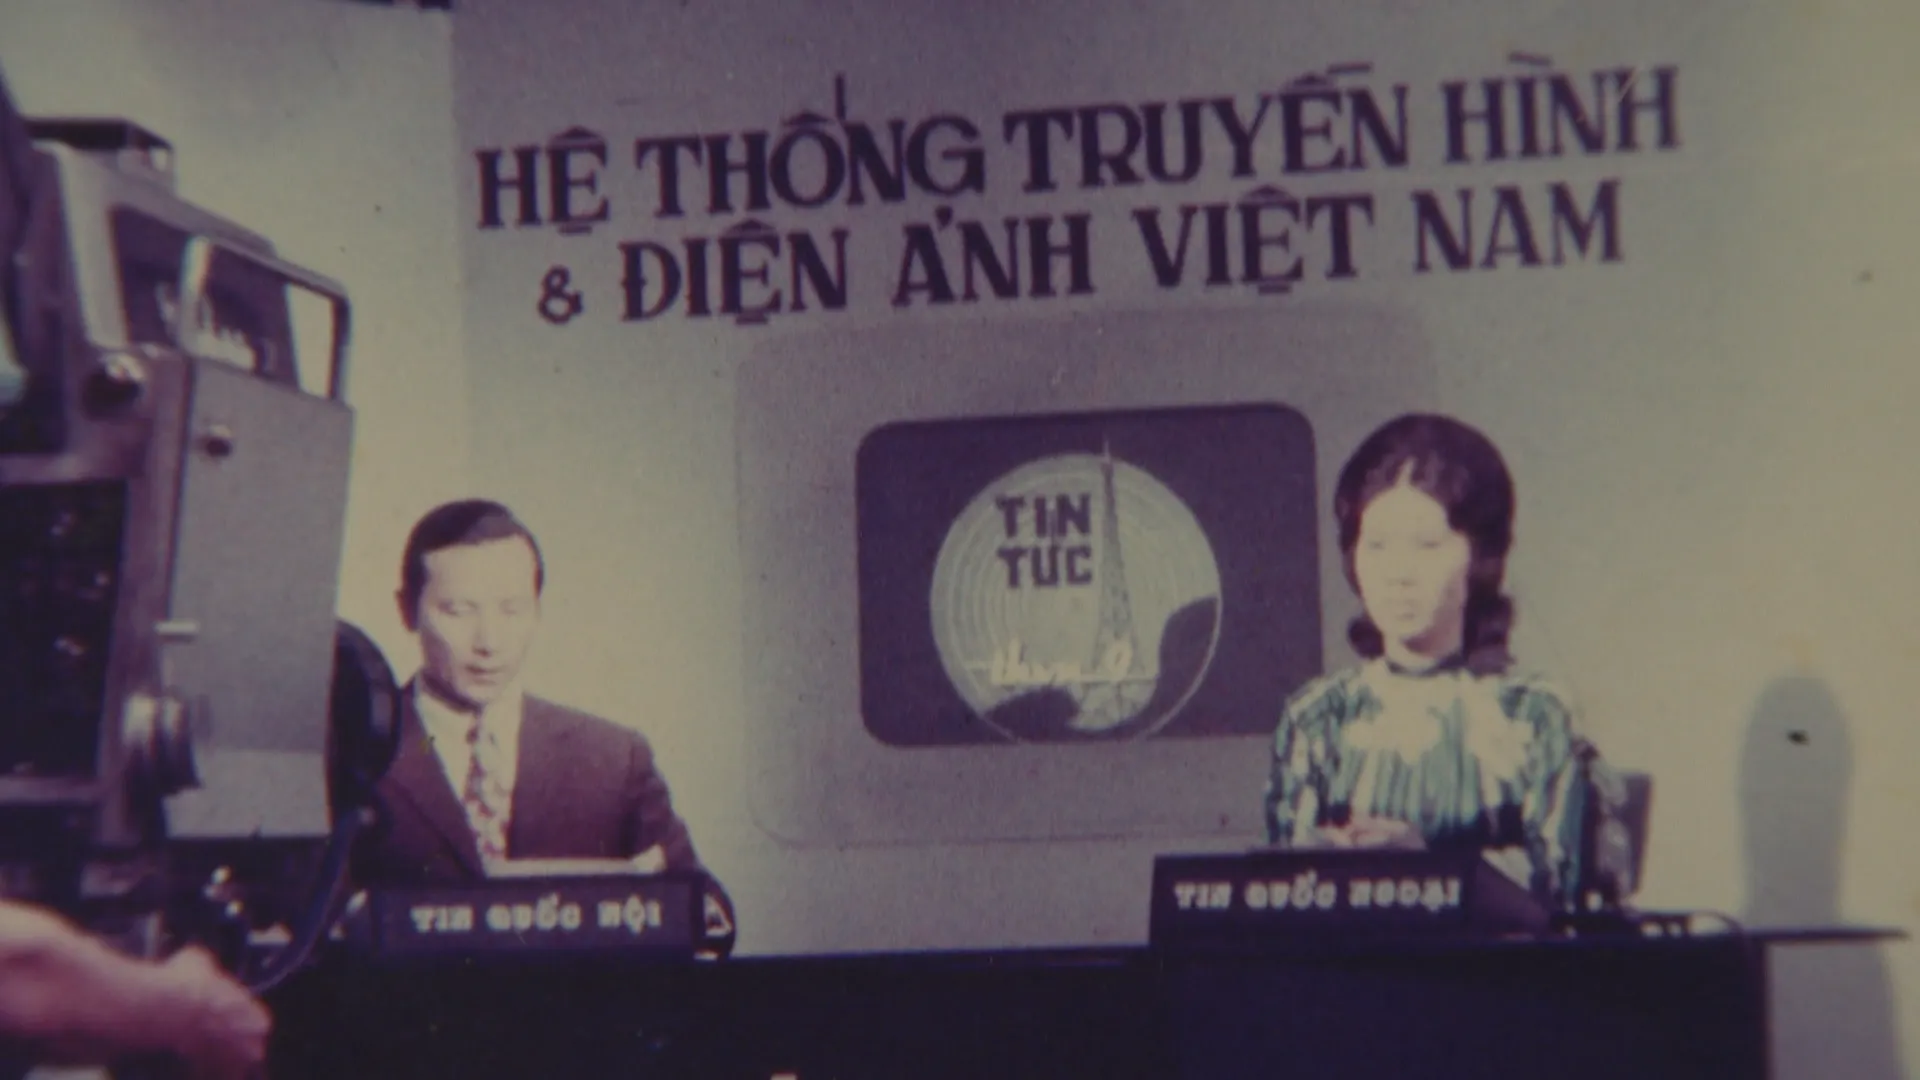 HỆ THỐNG TRUYỀN HÌNH
& ĐIỆN ẢNH VIỆT NAM
TIN
TỨC
TIN QUỐC NỘI
TIN QUỐC NGOẠI